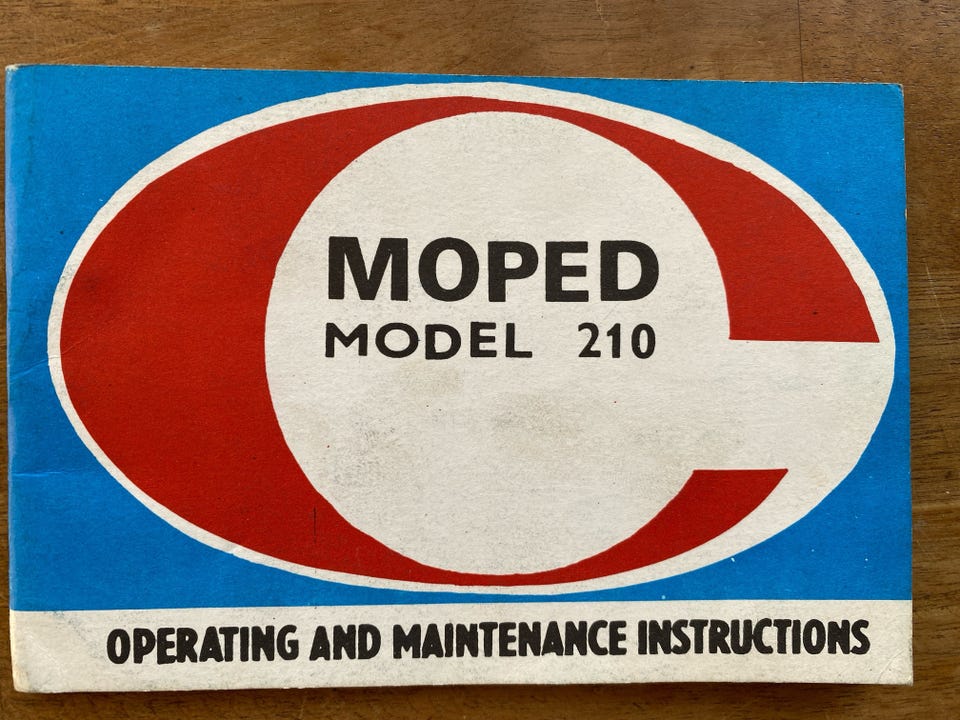 MOPED
MODEL 210
OPERATING AND MAINTENANCE INSTRUCTIONS